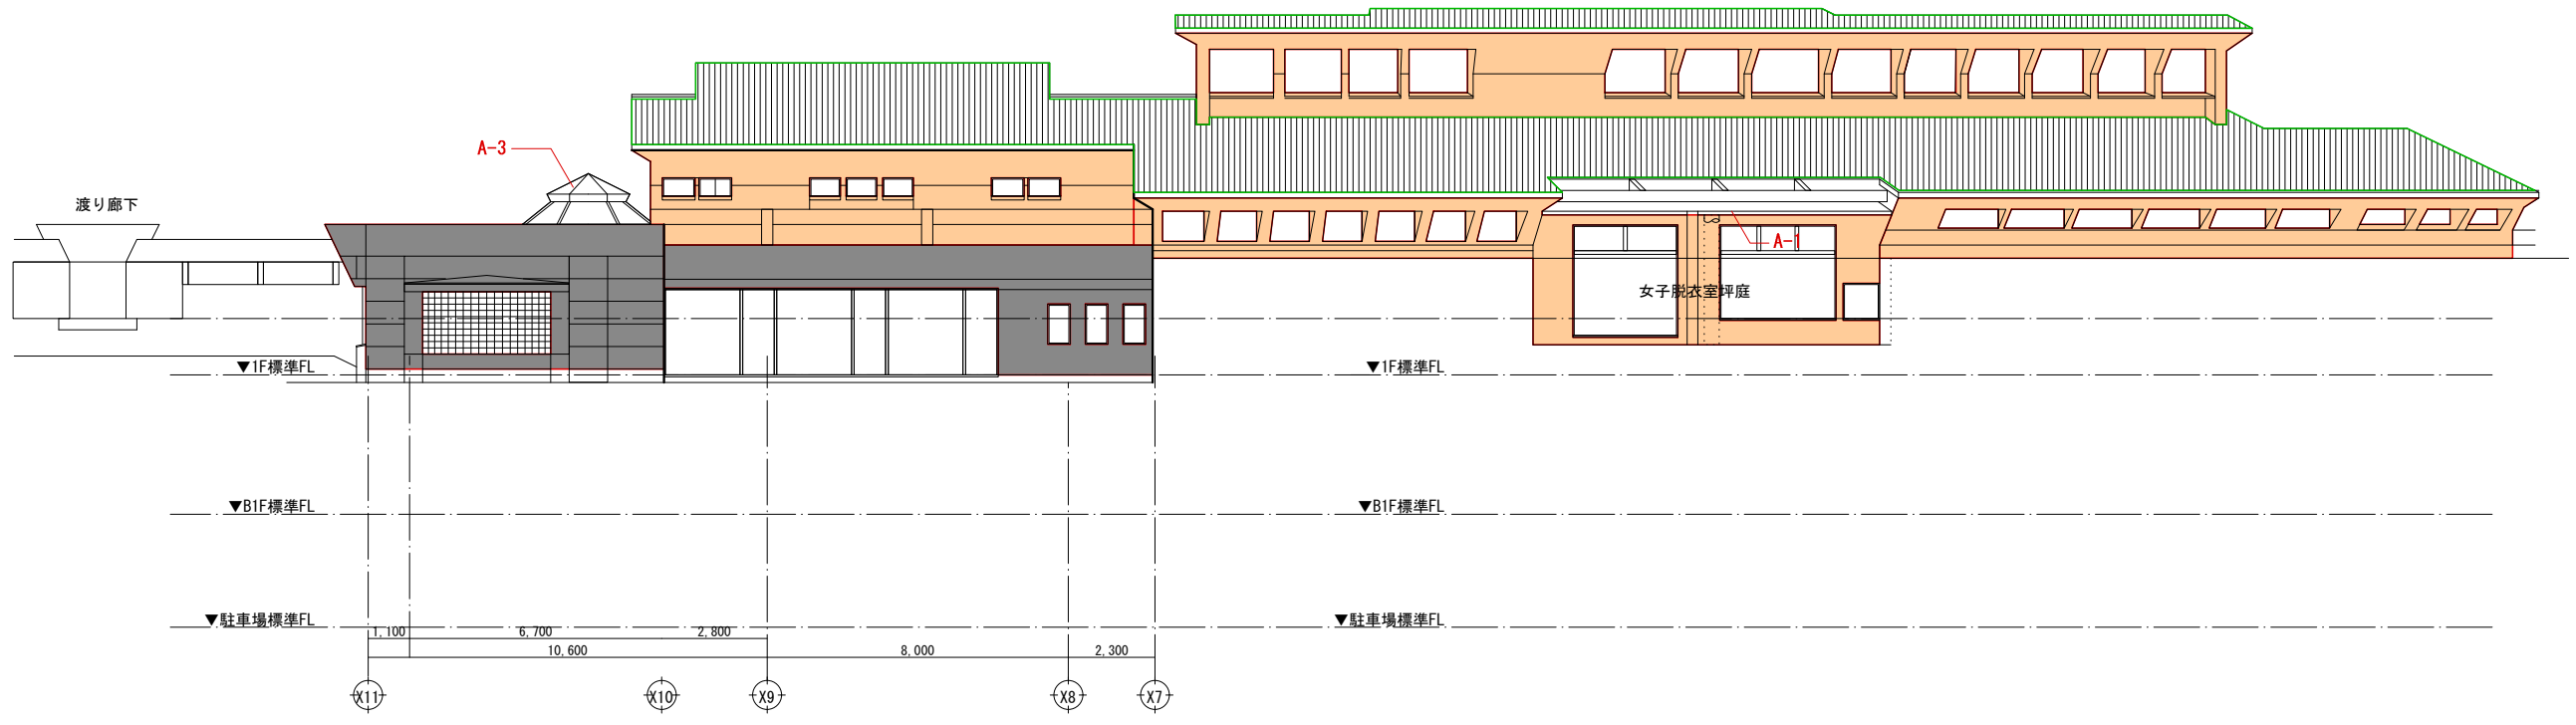 A-3
渡り廊下
A-1
女子脱衣室坪庭
▼1F標準FL
▼1F標準FL
▼B1F標準FL
▼B1F標準FL
▼駐車場標準FL
▼駐車場標準FL
1,100
6,700
2,800
10,600
8,000
2,300
X11
X10
X9
X8
X7